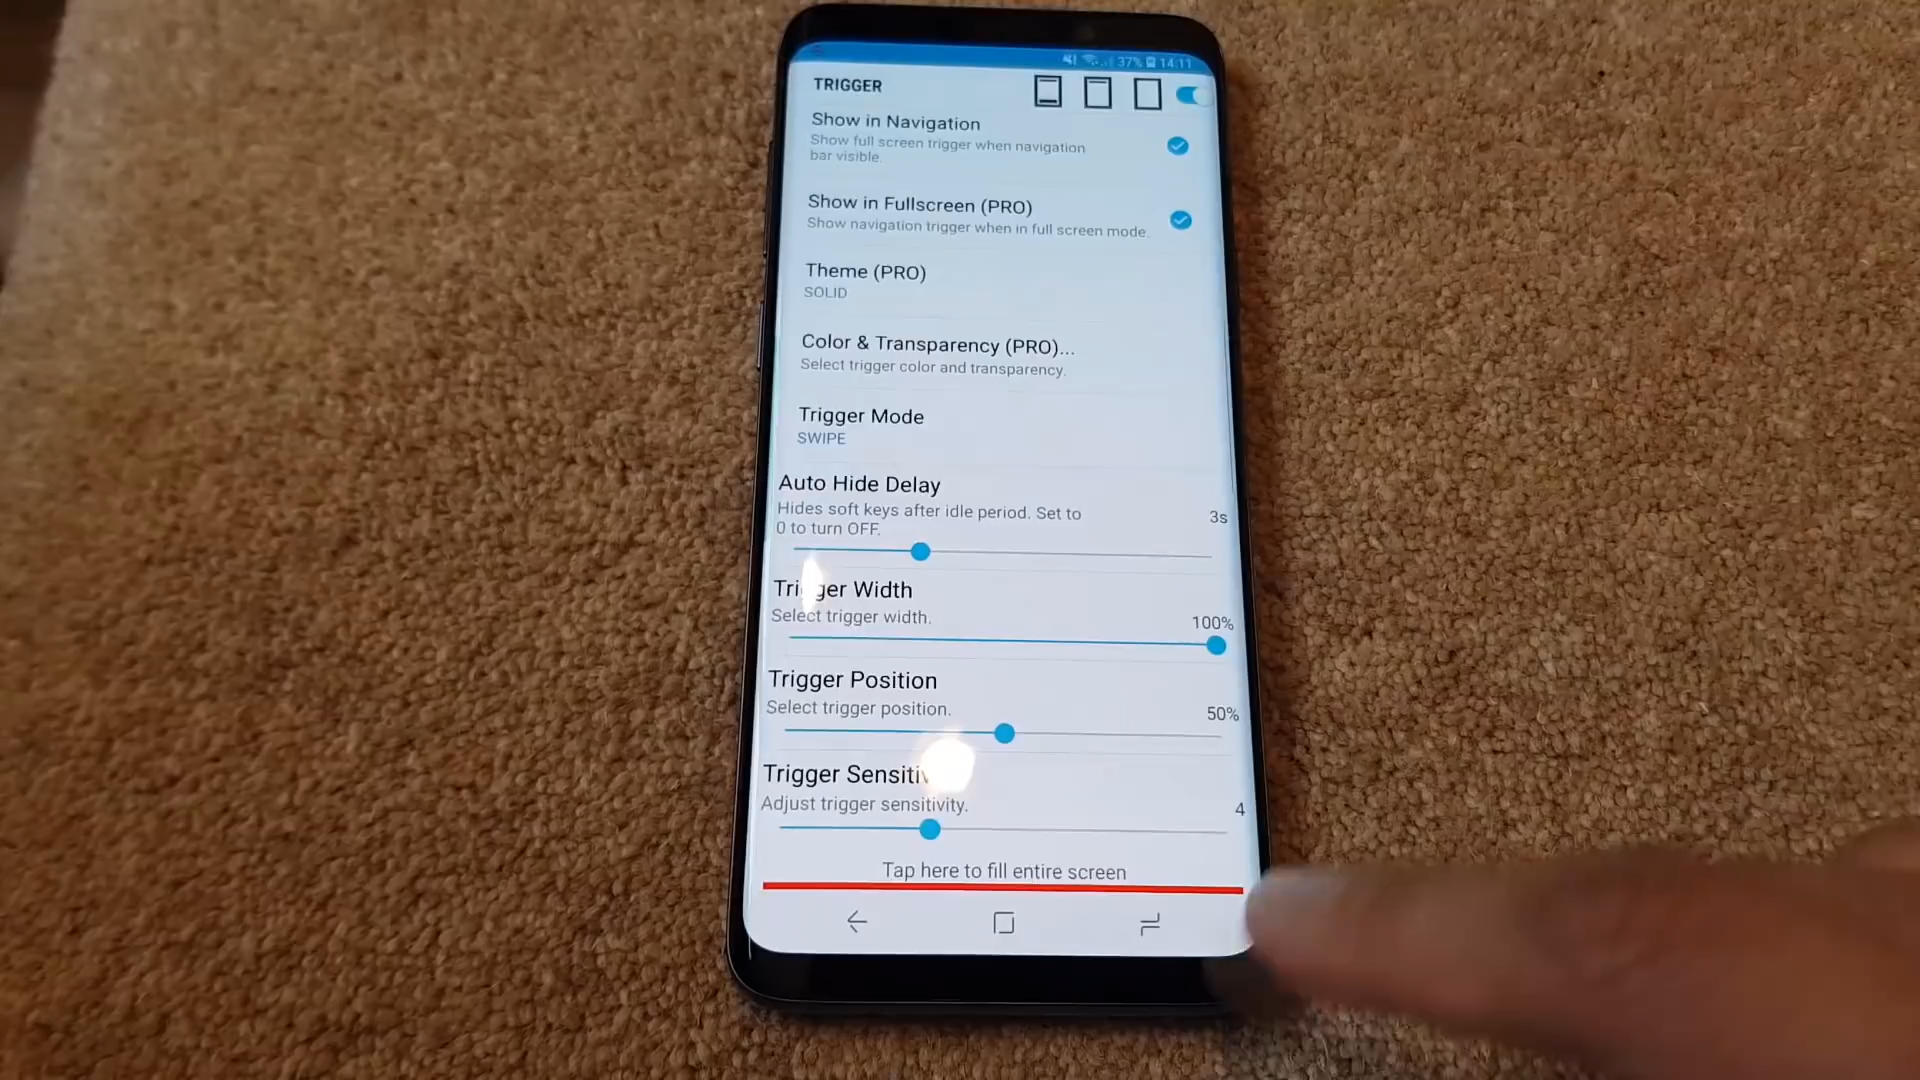 37% 14:11
TRIGGER
Show in Navigation
Show full screen trigger when navigation
bar visible.
Show in Fullscreen (PRO)
Show navigation trigger when in full screen mode.
Theme (PRO)
SOLID
Color & Transparency (PRO)...
Select trigger color and transparency.
Trigger Mode
SWIPE
Auto Hide Delay
Hides soft keys after idle period. Set to
0 to turn OFF.
3s
Trigger Width
Select trigger width.
100%
Trigger Position
Select trigger position.
50%
Trigger
Adjust trigger sensitivity.
4
Tap here to fill entire screen